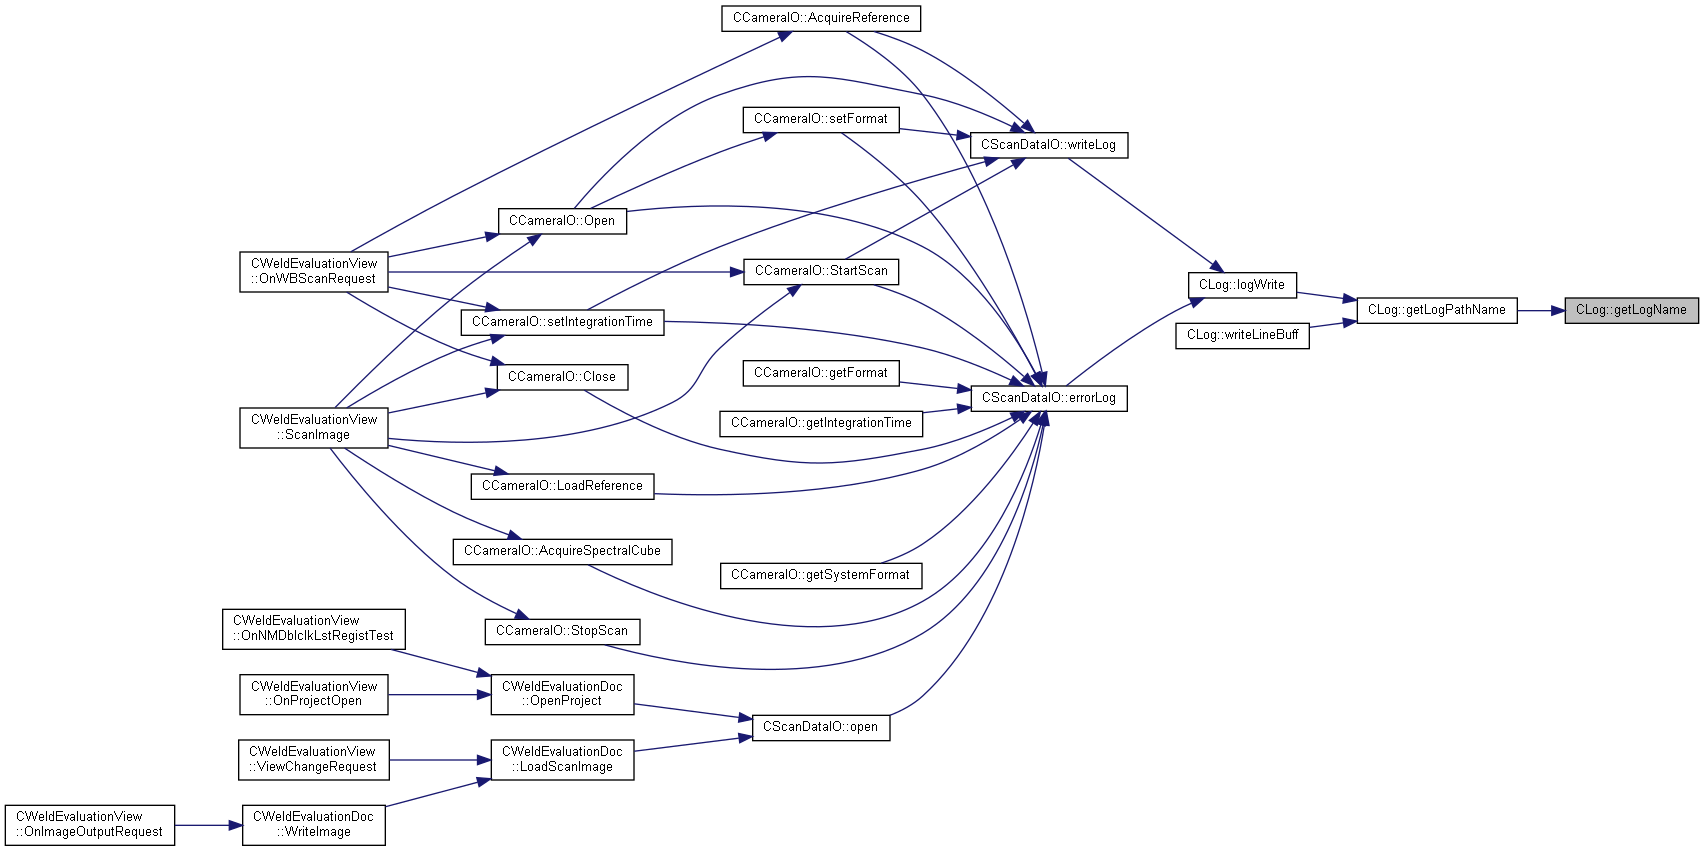 CCameraIO::AcquireReference
CCameraIO::setFormat
CScanDataIO::writeLog
CCameraIO::Open
CWeldEvaluationView
::OnWBScanRequest
CCameraIO::StartScan
CLog::logWrite
CLog::getLogPathName
CLog::getLogName
CCameraIO::setIntegrationTime
CLog::writeLineBuff
CCameraIO::getFormat
CCameraIO::Close
CScanDataIO::errorLog
CWeldEvaluationView
::ScanImage
CCameraIO::getIntegrationTime
CCameraIO::LoadReference
CCameraIO::AcquireSpectralCube
CCameraIO::getSystemFormat
CWeldEvaluationView
::OnNMDblclkLstRegistTest
CCameraIO::StopScan
CWeldEvaluationView
::OnProjectOpen
CWeldEvaluationDoc
::OpenProject
CScanDataIO::open
CWeldEvaluationView
::ViewChangeRequest
CWeldEvaluationDoc
::LoadScanImage
CWeldEvaluationView
::OnImageOutputRequest
CWeldEvaluationDoc
::WriteImage